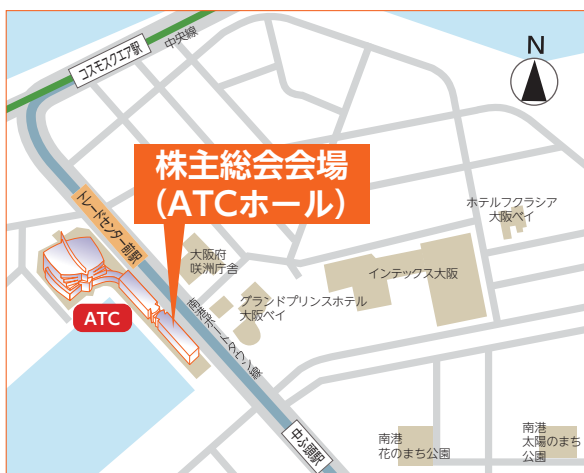 コスモスクエア駅
中央線
N
株主総会会場
（ATCホール）
トレードセンター前駅
大阪府
咲洲庁舎
ホテルフクラシア
大阪ベイ
インテックス大阪
グランドプリンスホテル
大阪ベイ
ATC
南港ポートタウン線
中ふ頭駅
南港
花のまち公園
南港
太陽のまち
公園